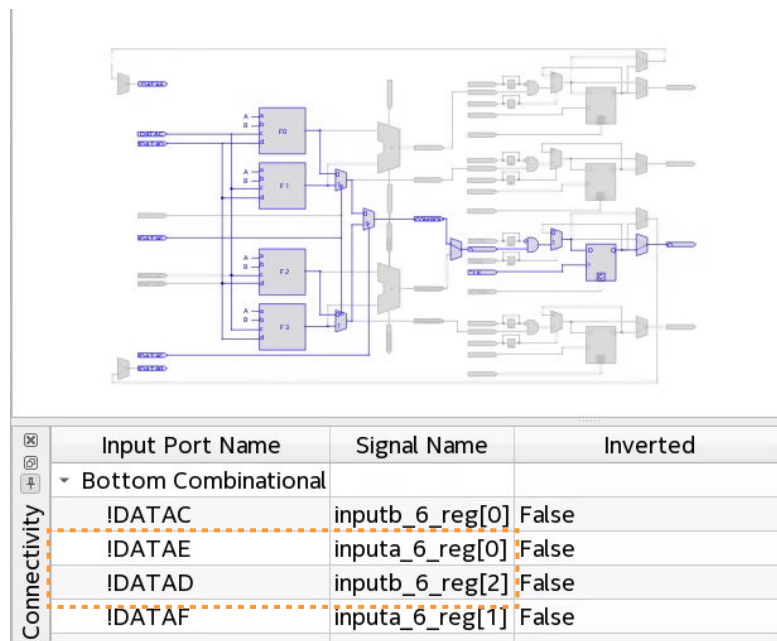 A
B
a
b
c
d
F0
A
B
a
b
c
d
F1
A
B
a
b
c
d
F2
A
B
a
b
c
d
F3
Connectivity
Input Port Name Signal Name Inverted
Bottom Combinational
!DATAC inputb_6_reg[0] False
!DATAE inputa_6_reg[0] False
!DATAD inputb_6_reg[2] False
!DATAF inputa_6_reg[1] False